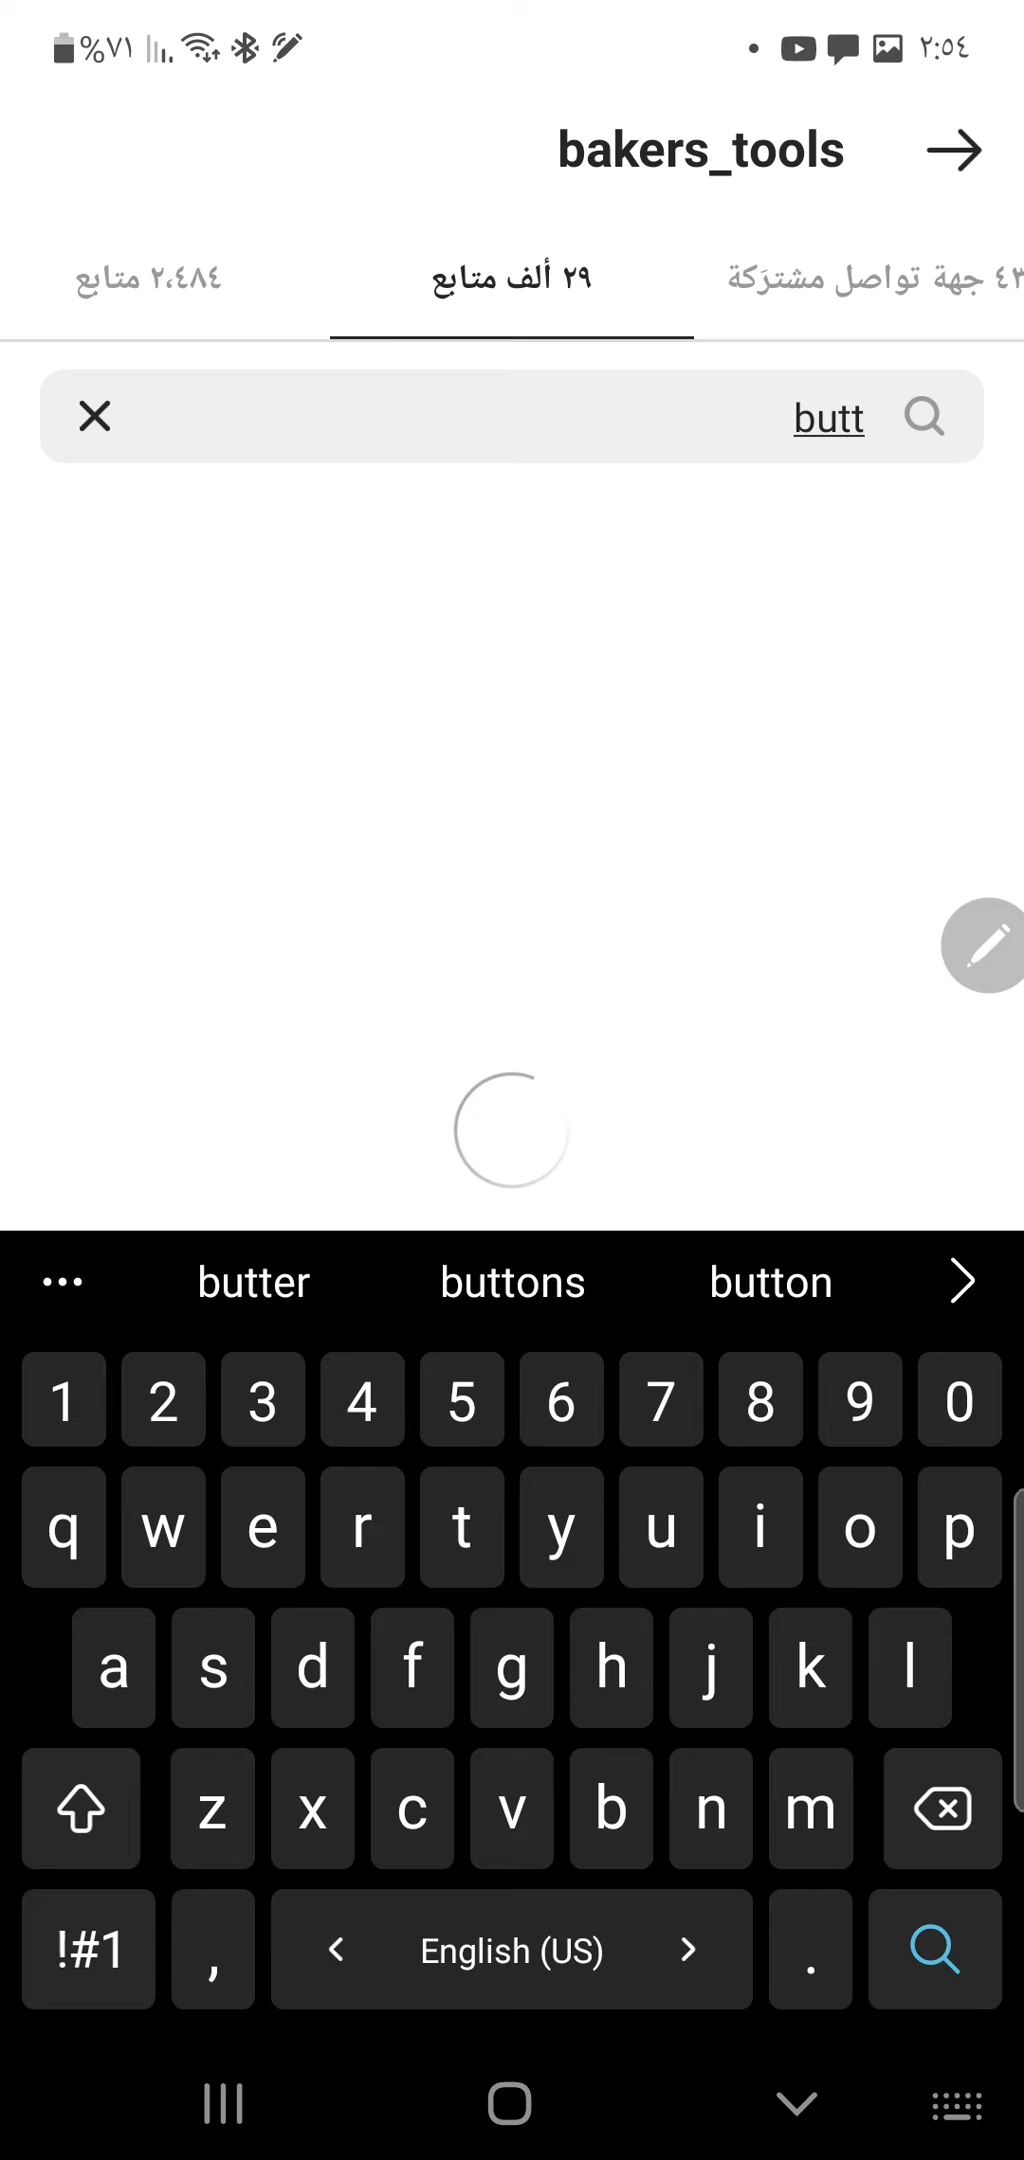 %٧١ ٢:٥٤
bakers_tools
٤٣ جهة تواصل مشتركة ٢٩ ألف متابع ٢،٤٨٤ متابع
butt
butter buttons button
1 2 3 4 5 6 7 8 9 0
q w e r t y u i o p
a s d f g h j k l
z x c v b n m
!#1 , < English (US) > .